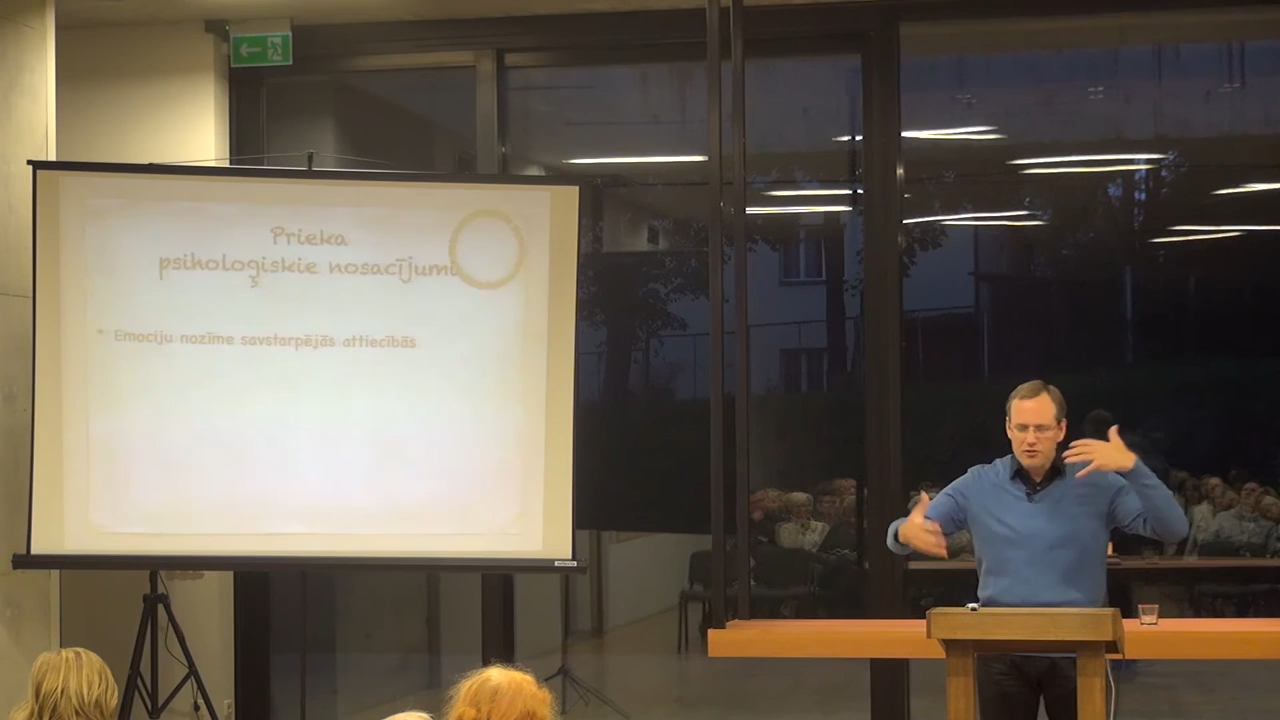 Prieka
psiholoģiskie nosacījumi
* Emociju nozīme savstarpējās attiecībās